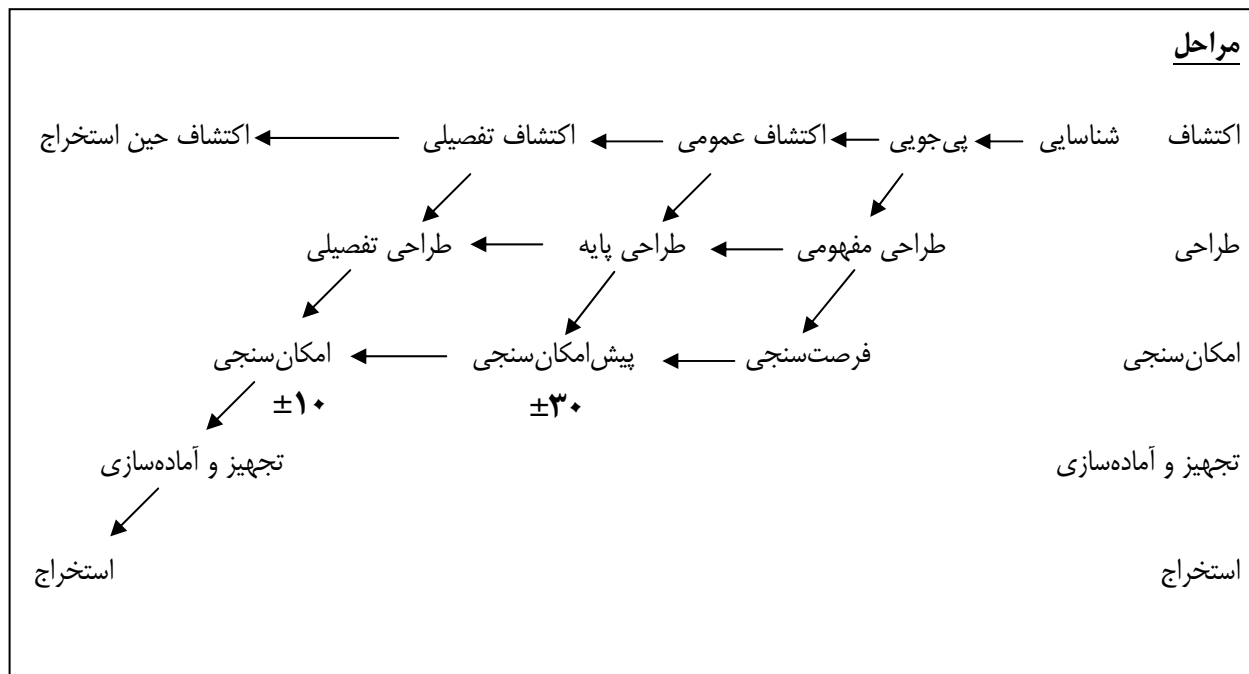 مراحل
اکتشاف شناسایی پی‌جویی اکتشاف عمومی اکتشاف تفصیلی اکتشاف حین استخراج
طراحی طراحی مفهومی طراحی پایه طراحی تفصیلی
امکان‌سنجی فرصت‌سنجی پیش‌امکان‌سنجی امکان‌سنجی
±۳۰ ±۱۰
تجهیز و آماده‌سازی تجهیز و آماده‌سازی
استخراج استخراج